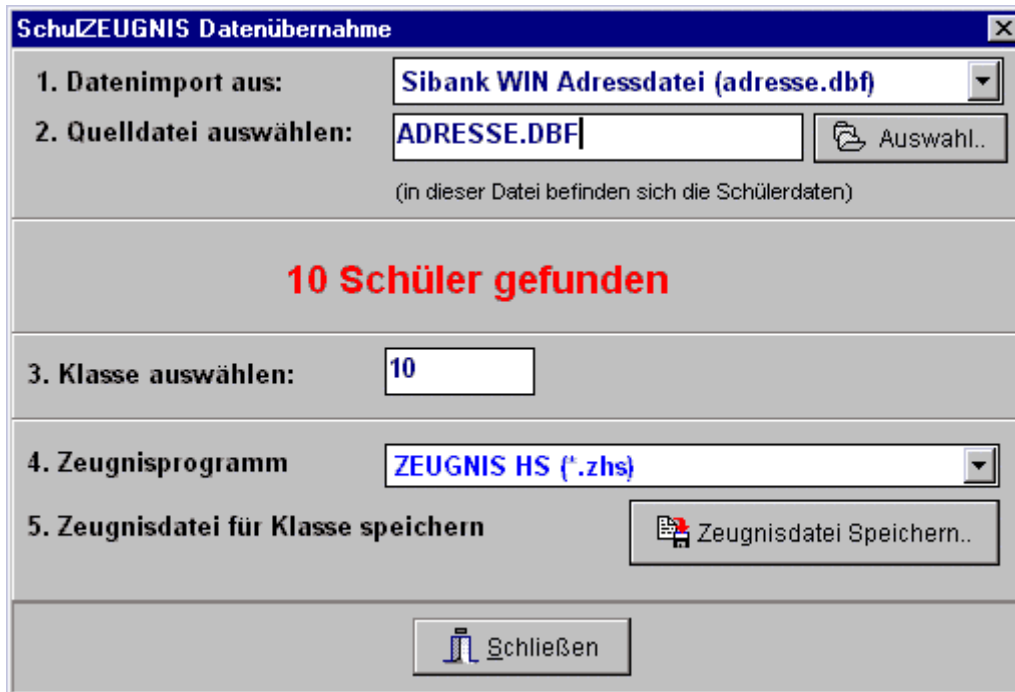 SchulZEUGNIS Datenübernahme
1. Datenimport aus: Sibank WIN Adressdatei (adresse.dbf)
2. Quelldatei auswählen: ADRESSE.DBF Auswahl..
(in dieser Datei befinden sich die Schülerdaten)
10 Schüler gefunden
3. Klasse auswählen: 10
4. Zeugnisprogramm ZEUGNIS HS (*.zhs)
5. Zeugnisdatei für Klasse speichern Zeugnisdatei Speichern..
Schließen